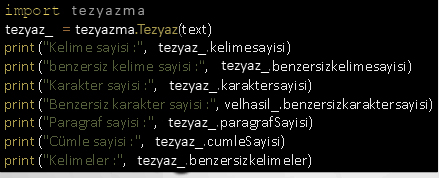 import tezyazma
tezyaz_ = tezyazma.Tezyaz(text)
print ("Kelime sayisi :", tezyaz_.kelimesayisi)
print ("benzersiz kelime sayisi :", tezyaz_.benzersizkelimesayisi)
print ("Karakter sayisi :", tezyaz_.karaktersayisi)
print ("Benzersiz karakter sayisi :", velhasil_.benzersizkaraktersayisi)
print ("Paragraf sayisi :", tezyaz_.paragrafSayisi)
print ("Cümle sayisi :", tezyaz_.cumleSayisi)
print ("Kelimeler :", tezyaz_.benzersizkelimeler)